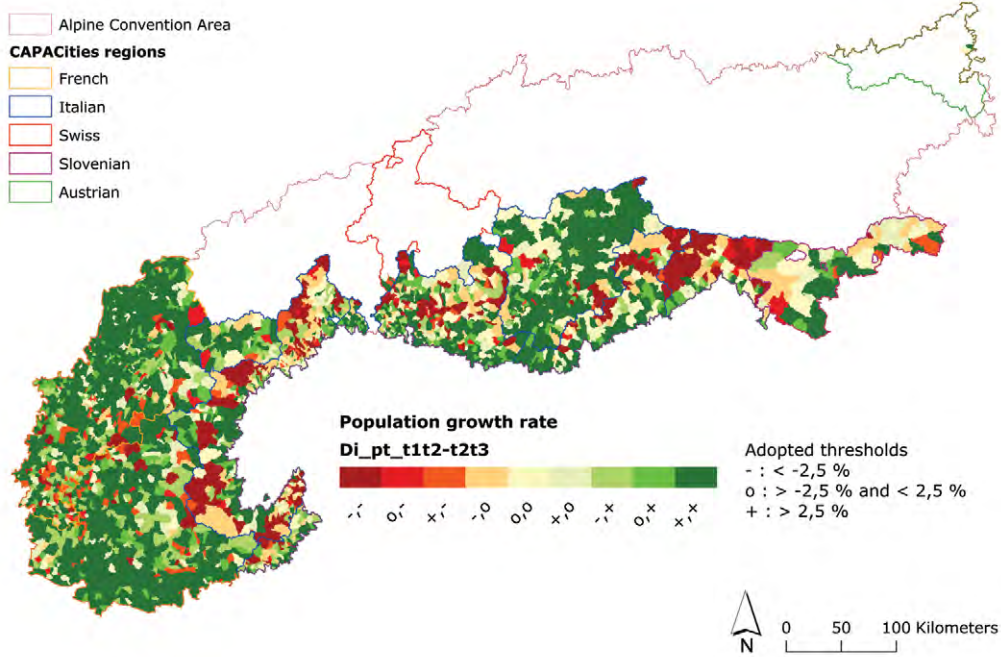 Alpine Convention Area
CAPACities regions
French
Italian
Swiss
Slovenian
Austrian
Population growth rate
Di_pt_t1t2-t2t3
-,- o,- x,- -,o o,o x,o -,x o,x x,x
Adopted thresholds
- : < -2,5 %
o : > -2,5 % and < 2,5 %
+ : > 2,5 %
N
0 50 100 Kilometers